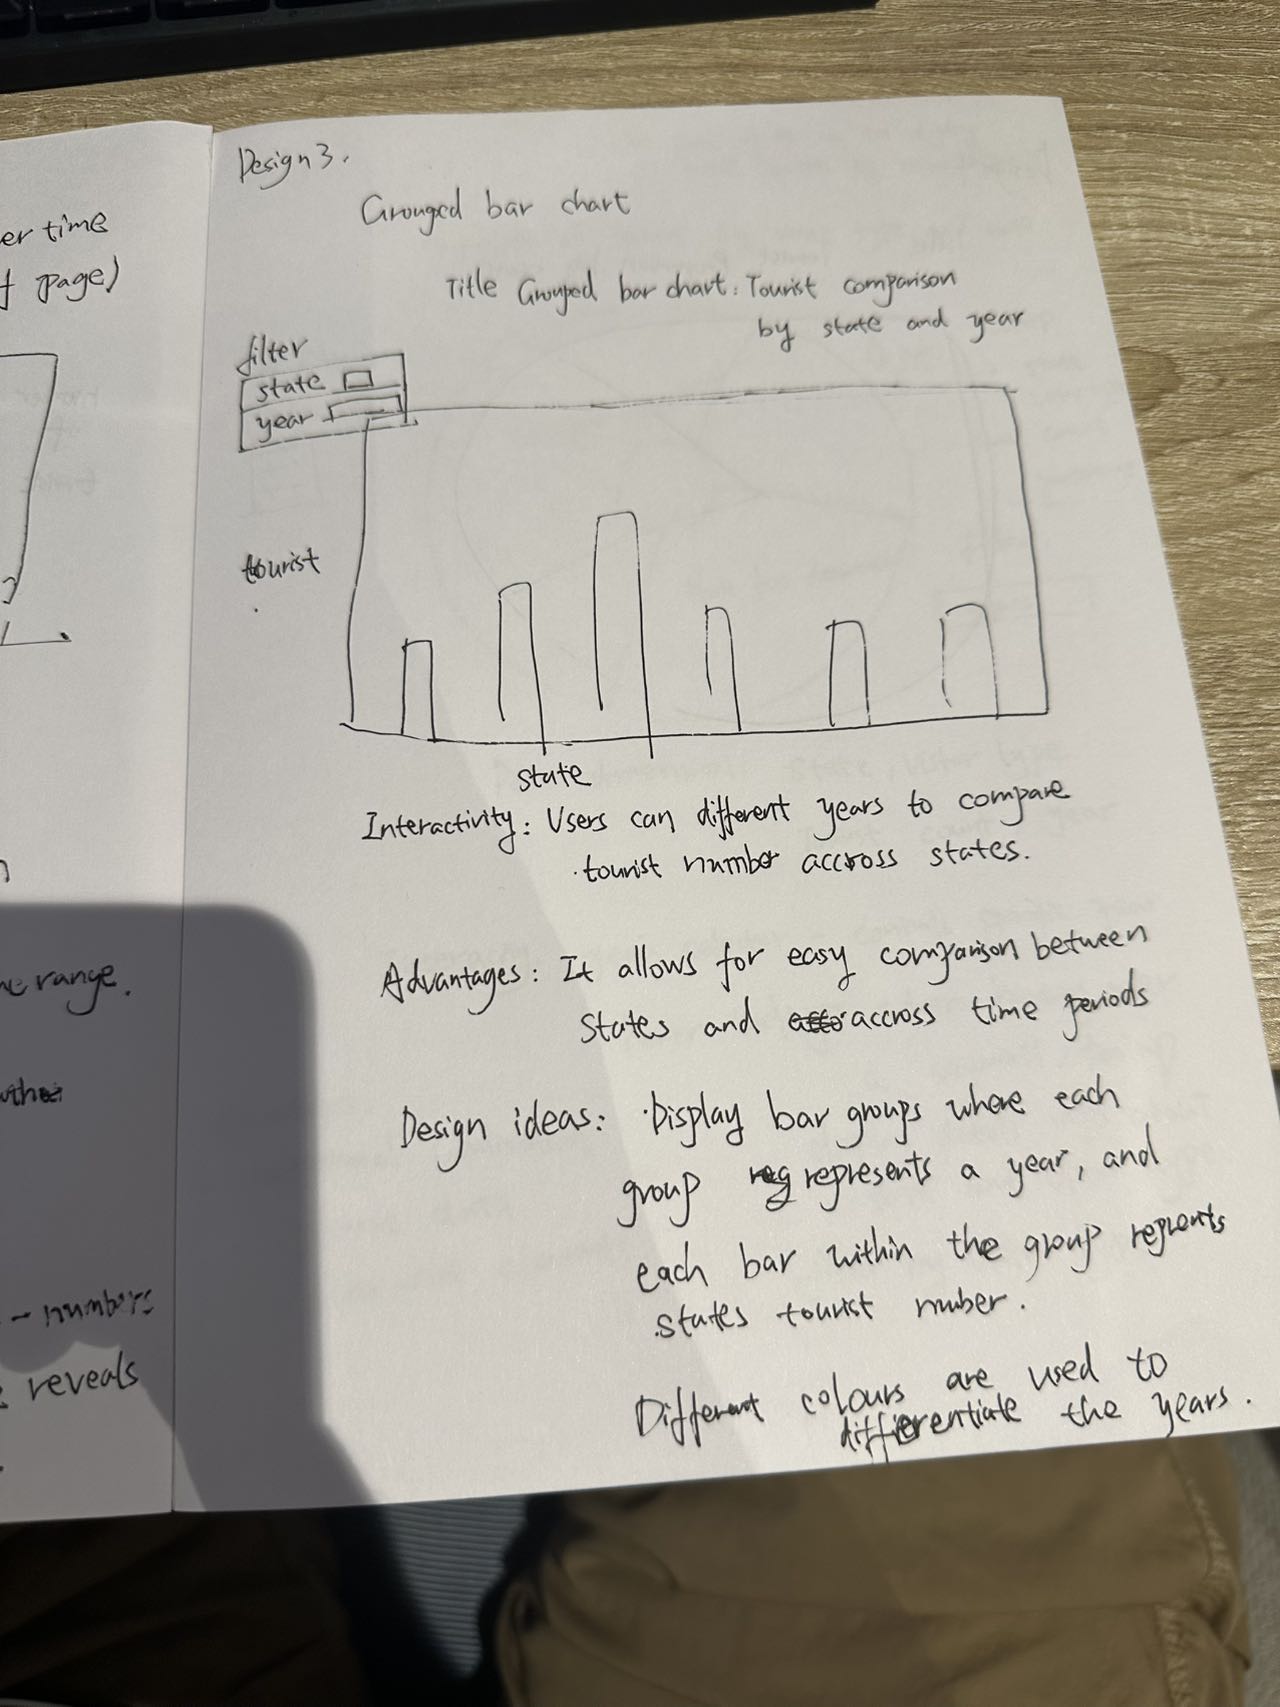 er time
page)
range.
numbers
reveals
Design 3.
Grouped bar chart
Title Grouped bar chart: Tourist comparison
by state and year
filter
state
year
tourist
state
Interactivity: Users can different years to compare
tourist number accross states.
Advantages: It allows for easy comparison between
States and accross time periods
Design ideas: Display bar groups where each
group represents a year, and
each bar within the group reprents
states tourist number.
Different colours are used to
differentiate the years.